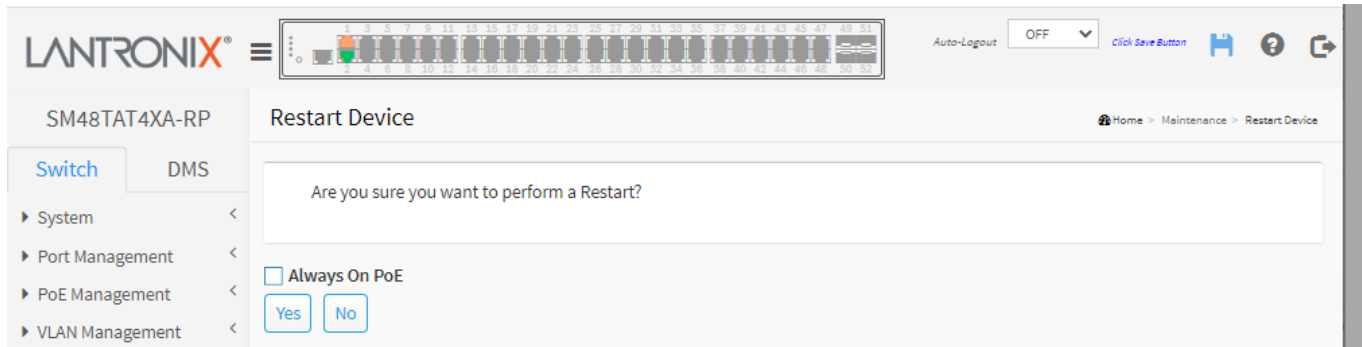 1 3 5 7 9 11 13 15 17 19 21 23 25 27 29 31 33 35 37 39 41 43 45 47 49 51
LANTRONIX®
Auto-Logout OFF Click Save Button
2 4 6 8 10 12 14 16 18 20 22 24 26 28 30 32 34 36 38 40 42 44 46 48 50 52
SM48TAT4XA-RP
Restart Device
Home > Maintenance > Restart Device
Switch DMS
Are you sure you want to perform a Restart?
System
Port Management
Always On PoE
PoE Management
Yes No
VLAN Management